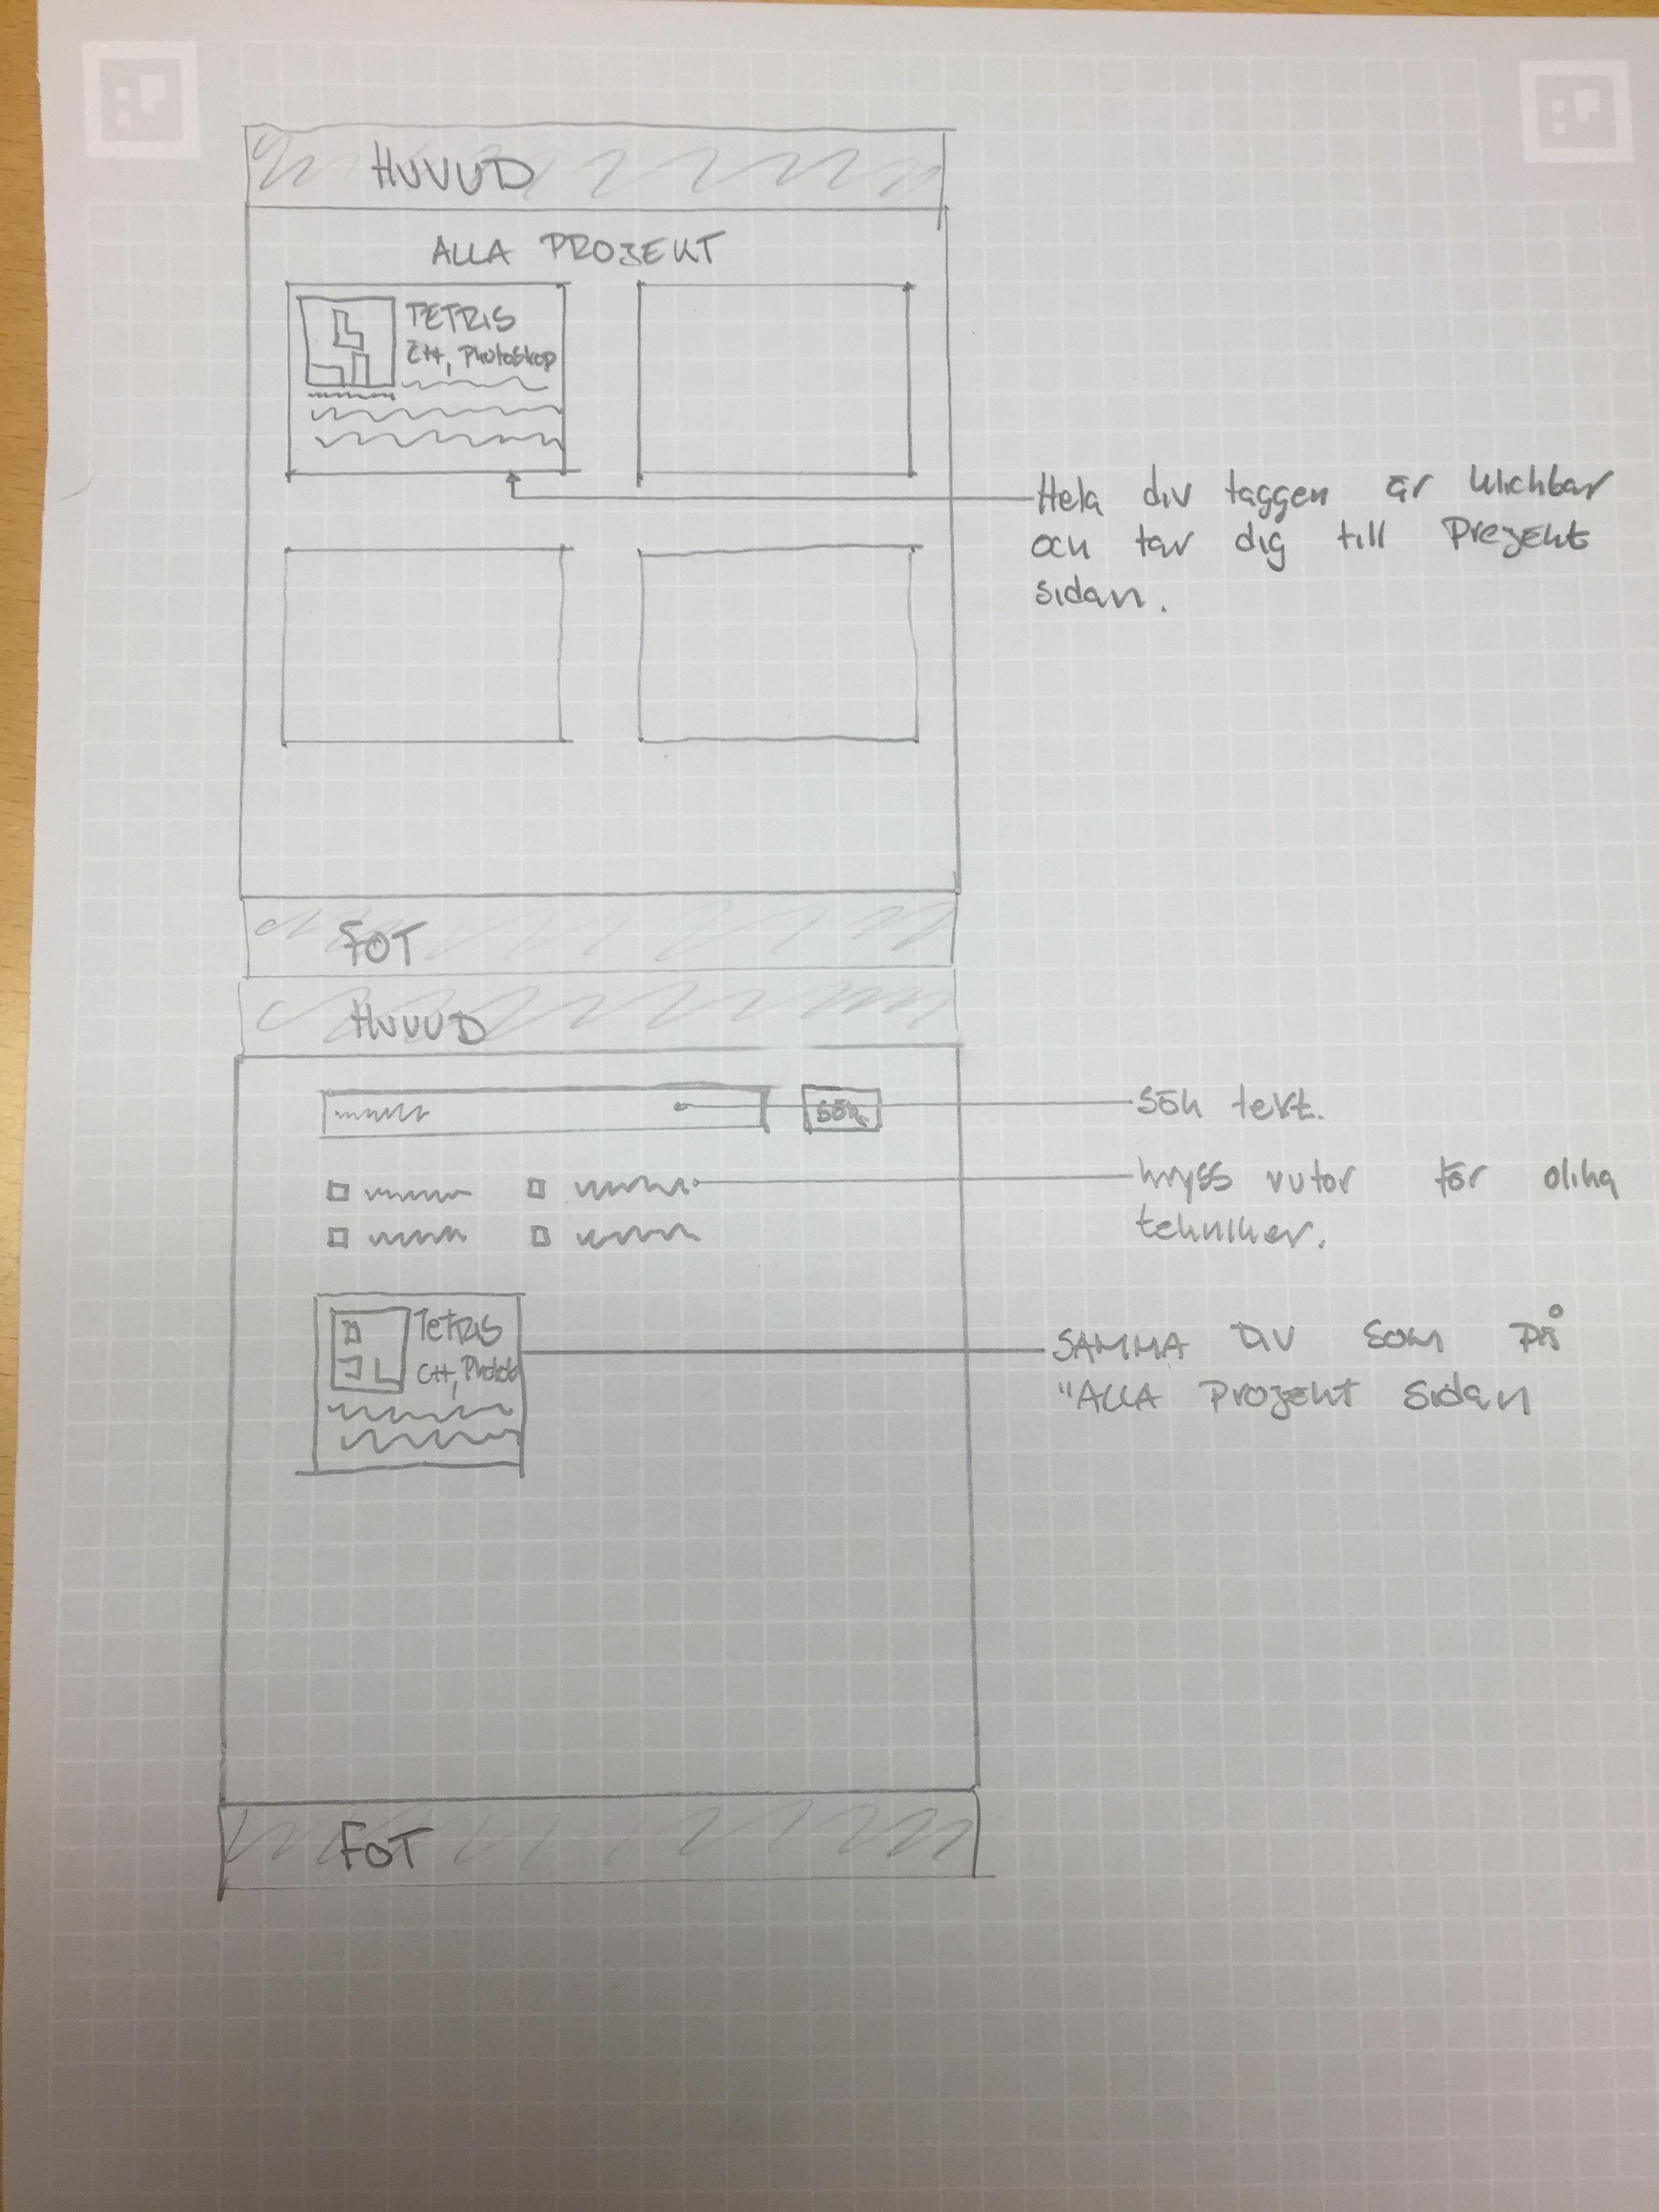 HUVUD
ALLA PROJEKT
TETRIS
C++, Photoshop
Hela div taggen är klickbar
och tar dig till Projekt
sidan.
FOT
HUVUD
SÖK
Sök text.
kryss rutor för olika
tekniker.
TETRIS
C++, Photosh
SAMMA DIV SOM PÅ
"ALLA Projekt sidan
FOT